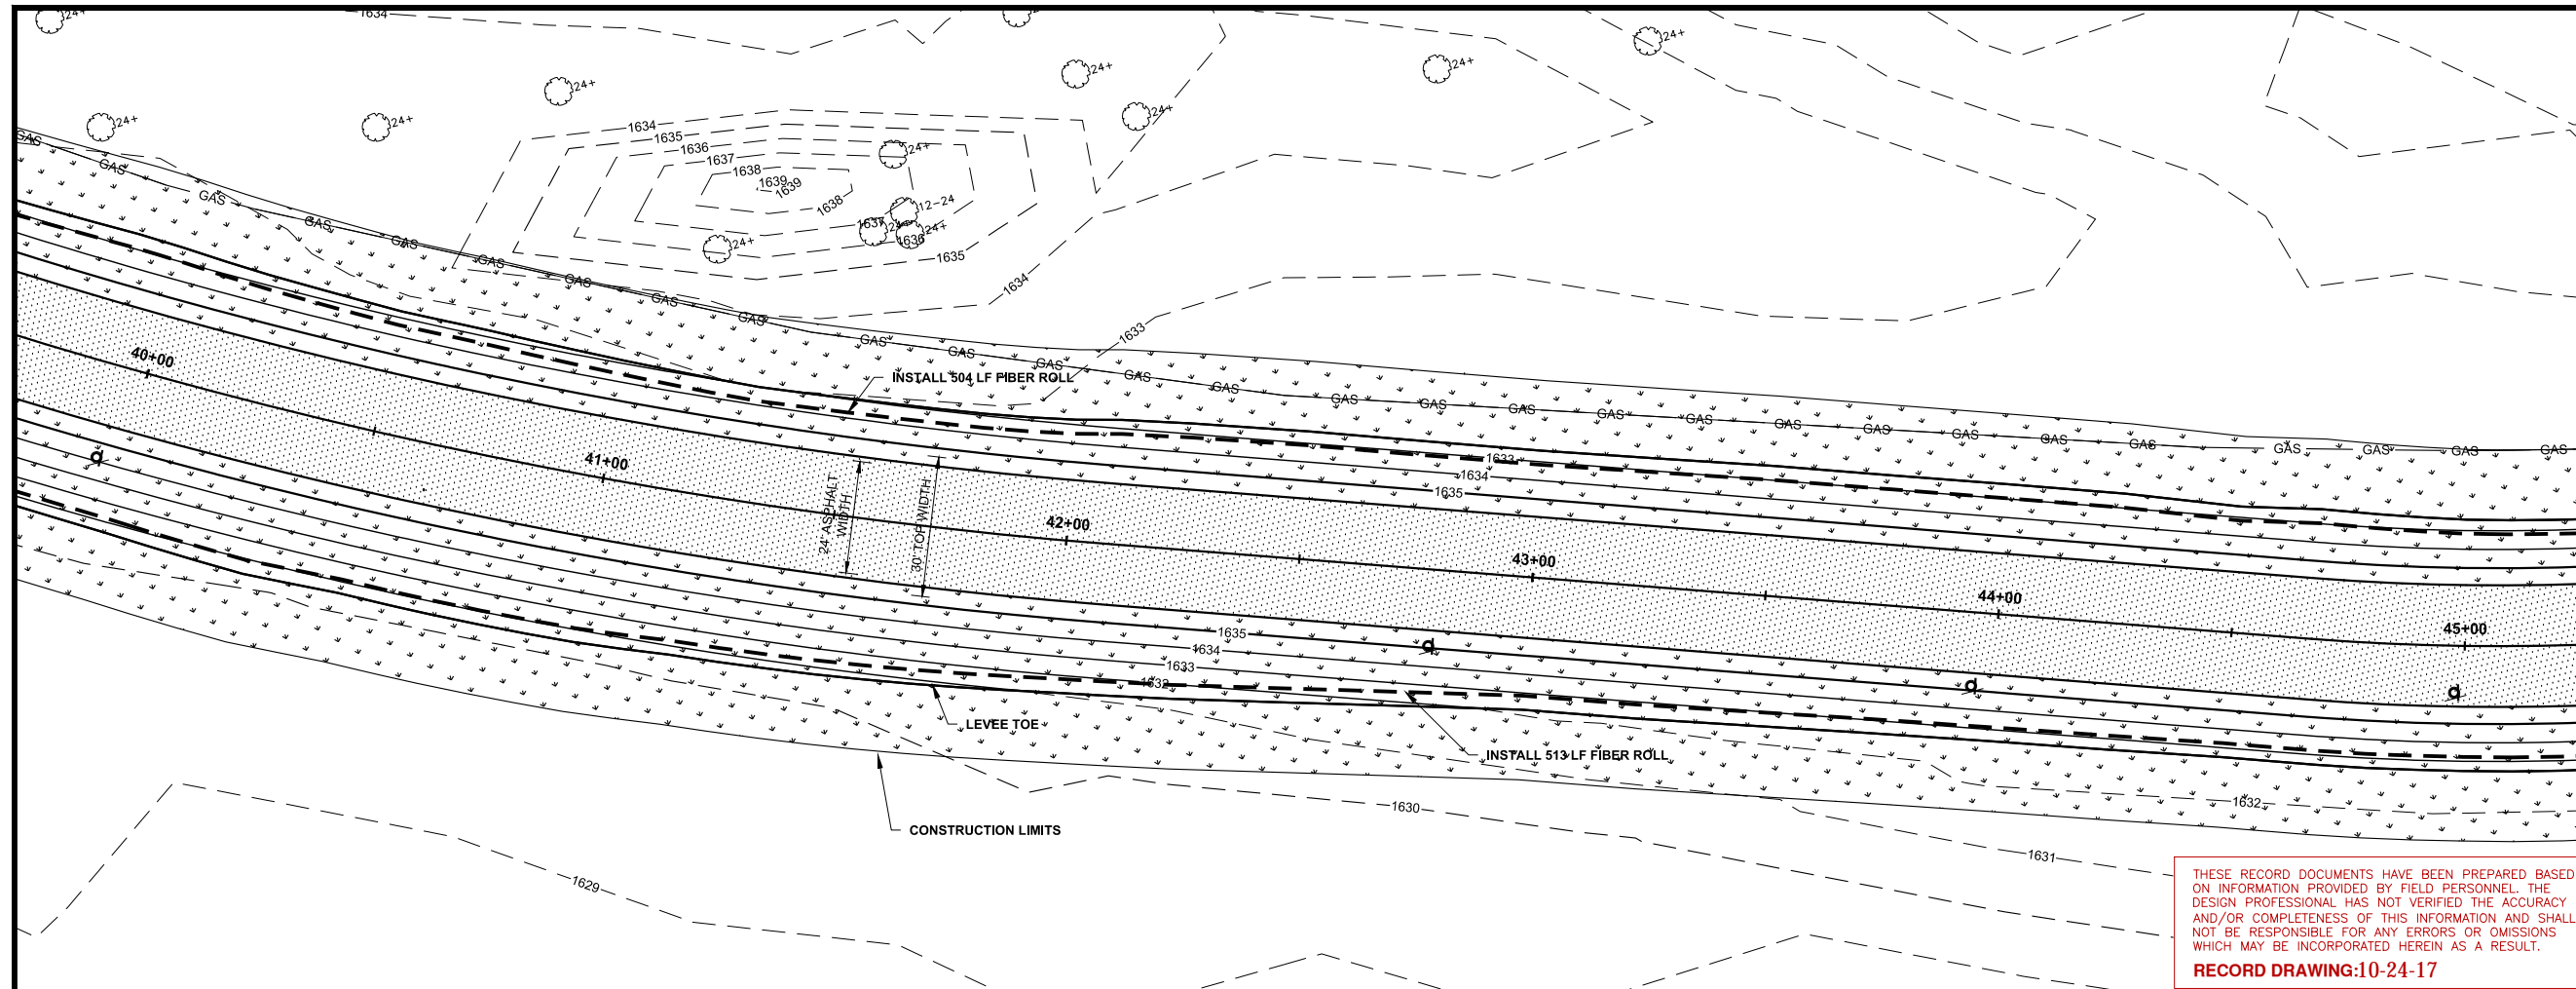 1634
24+
24+
24+
24+
24+
24+
24+
24+
24+
1634
1635
1636
1637
1638
1639
1639
1638
1637
1636
1635
1634
1633
24+
12-24
24+
24+
24+
GAS GAS GAS GAS GAS GAS GAS GAS GAS GAS GAS GAS GAS GAS GAS GAS GAS GAS GAS GAS GAS GAS GAS GAS GAS GAS GAS GAS
INSTALL 504 LF FIBER ROLL
40+00
41+00
42+00
43+00
44+00
45+00
24' ASPHALT
WIDTH
30' TOP WIDTH
1633
1634
1635
1635
1634
1633
1632
d
d
d
d
LEVEE TOE
INSTALL 513 LF FIBER ROLL
CONSTRUCTION LIMITS
1630
1632
1631
1629
THESE RECORD DOCUMENTS HAVE BEEN PREPARED BASED
ON INFORMATION PROVIDED BY FIELD PERSONNEL. THE
DESIGN PROFESSIONAL HAS NOT VERIFIED THE ACCURACY
AND/OR COMPLETENESS OF THIS INFORMATION AND SHALL
NOT BE RESPONSIBLE FOR ANY ERRORS OR OMISSIONS
WHICH MAY BE INCORPORATED HEREIN AS A RESULT.
RECORD DRAWING:10-24-17